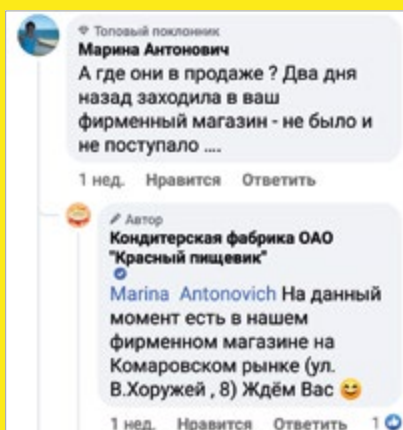 Топовый поклонник
Марина Антонович
А где они в продаже ? Два дня
назад заходила в ваш
фирменный магазин - не было и
не поступало ....
1 нед. Нравится Ответить
Автор
Кондитерская фабрика ОАО
"Красный пищевик"
Marina Antonovich На данный
момент есть в нашем
фирменном магазине на
Комаровском рынке (ул.
В.Хоружей , 8) Ждём Вас 😄
1 нед. Нравится Ответить 1